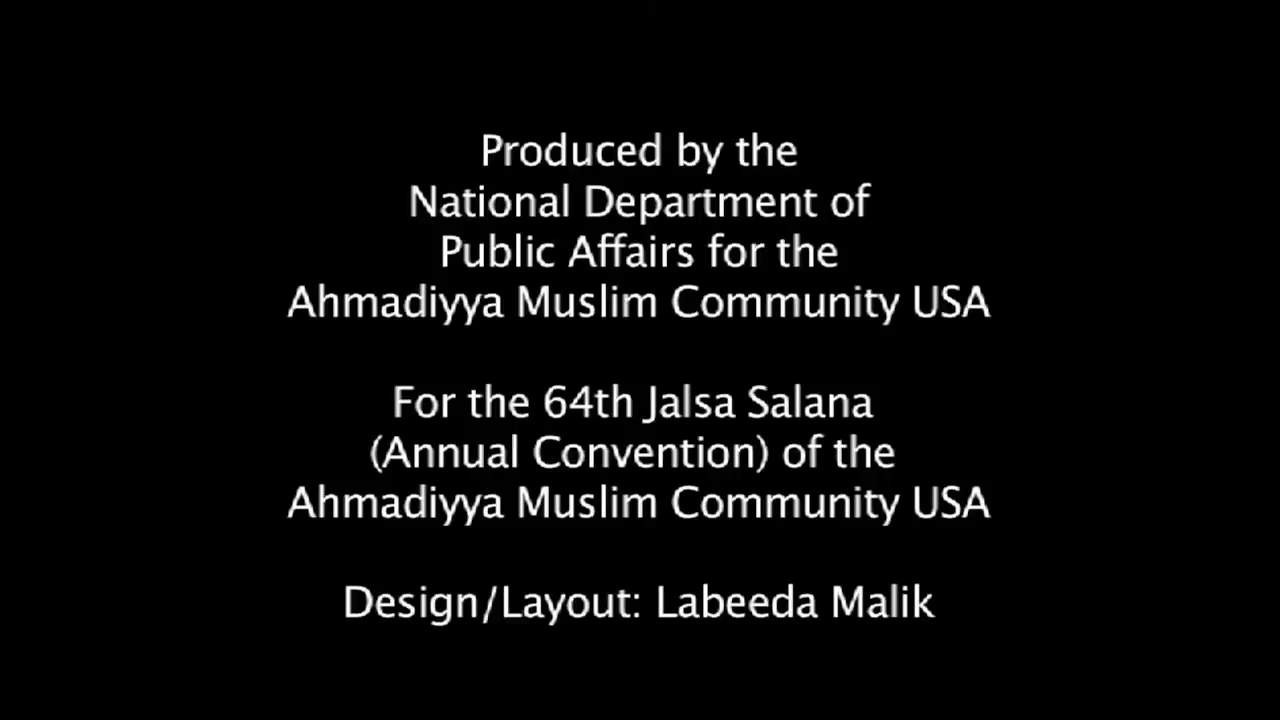 Produced by the
National Department of
Public Affairs for the
Ahmadiyya Muslim Community USA
For the 64th Jalsa Salana
(Annual Convention) of the
Ahmadiyya Muslim Community USA
Design/Layout: Labeeda Malik